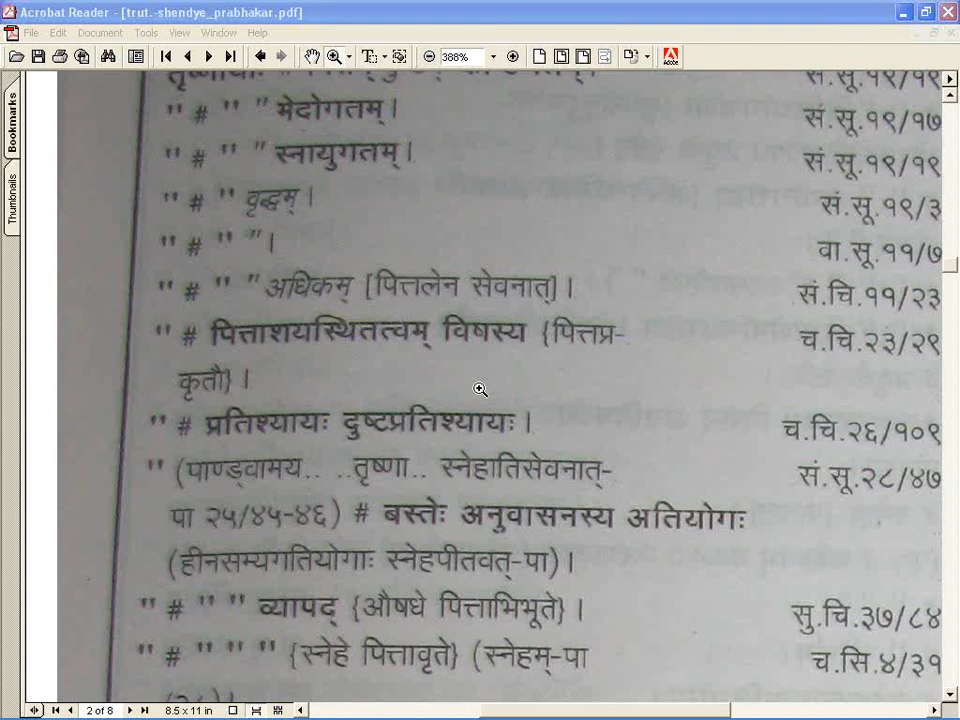 Acrobat Reader - [trut.-shendye_prabhakar.pdf]
File Edit Document Tools View Window Help
388%
Bookmarks
Thumbnails
सं.सू.१९/१९
" # " " मेदोगतम्। सं.सू.१९/१७
" # " " स्नायुगतम्। सं.सू.१९/१९
" # " वृद्धम्। सं.सू.१९/३
" # " "। वा.सू.११/७
" # " " अधिकम् [पित्तलेन सेवनात्]। सं.चि.११/२३
" # पित्ताशयस्थितत्वम् विषस्य {पित्तप्र- च.चि.२३/२९
कृतौ}।
" # प्रतिश्यायः दुष्टप्रतिश्यायः। च.चि.२६/१०९
" (पाण्ड्वामय.. ..तृष्णा.. स्नेहातिसेवनात्- सं.सू.२८/४७
पा २५/४५-४६) # बस्तेः अनुवासनस्य अतियोगः
(हीनसम्यगतियोगाः स्नेहपीतवत्-पा)।
" # " " व्यापद् {औषधे पित्ताभिभूते}। सु.चि.३७/८४
" # " " " {स्नेहे पित्तावृते} (स्नेहम्-पा च.सि.४/३१
2 of 8 8.5 x 11 in